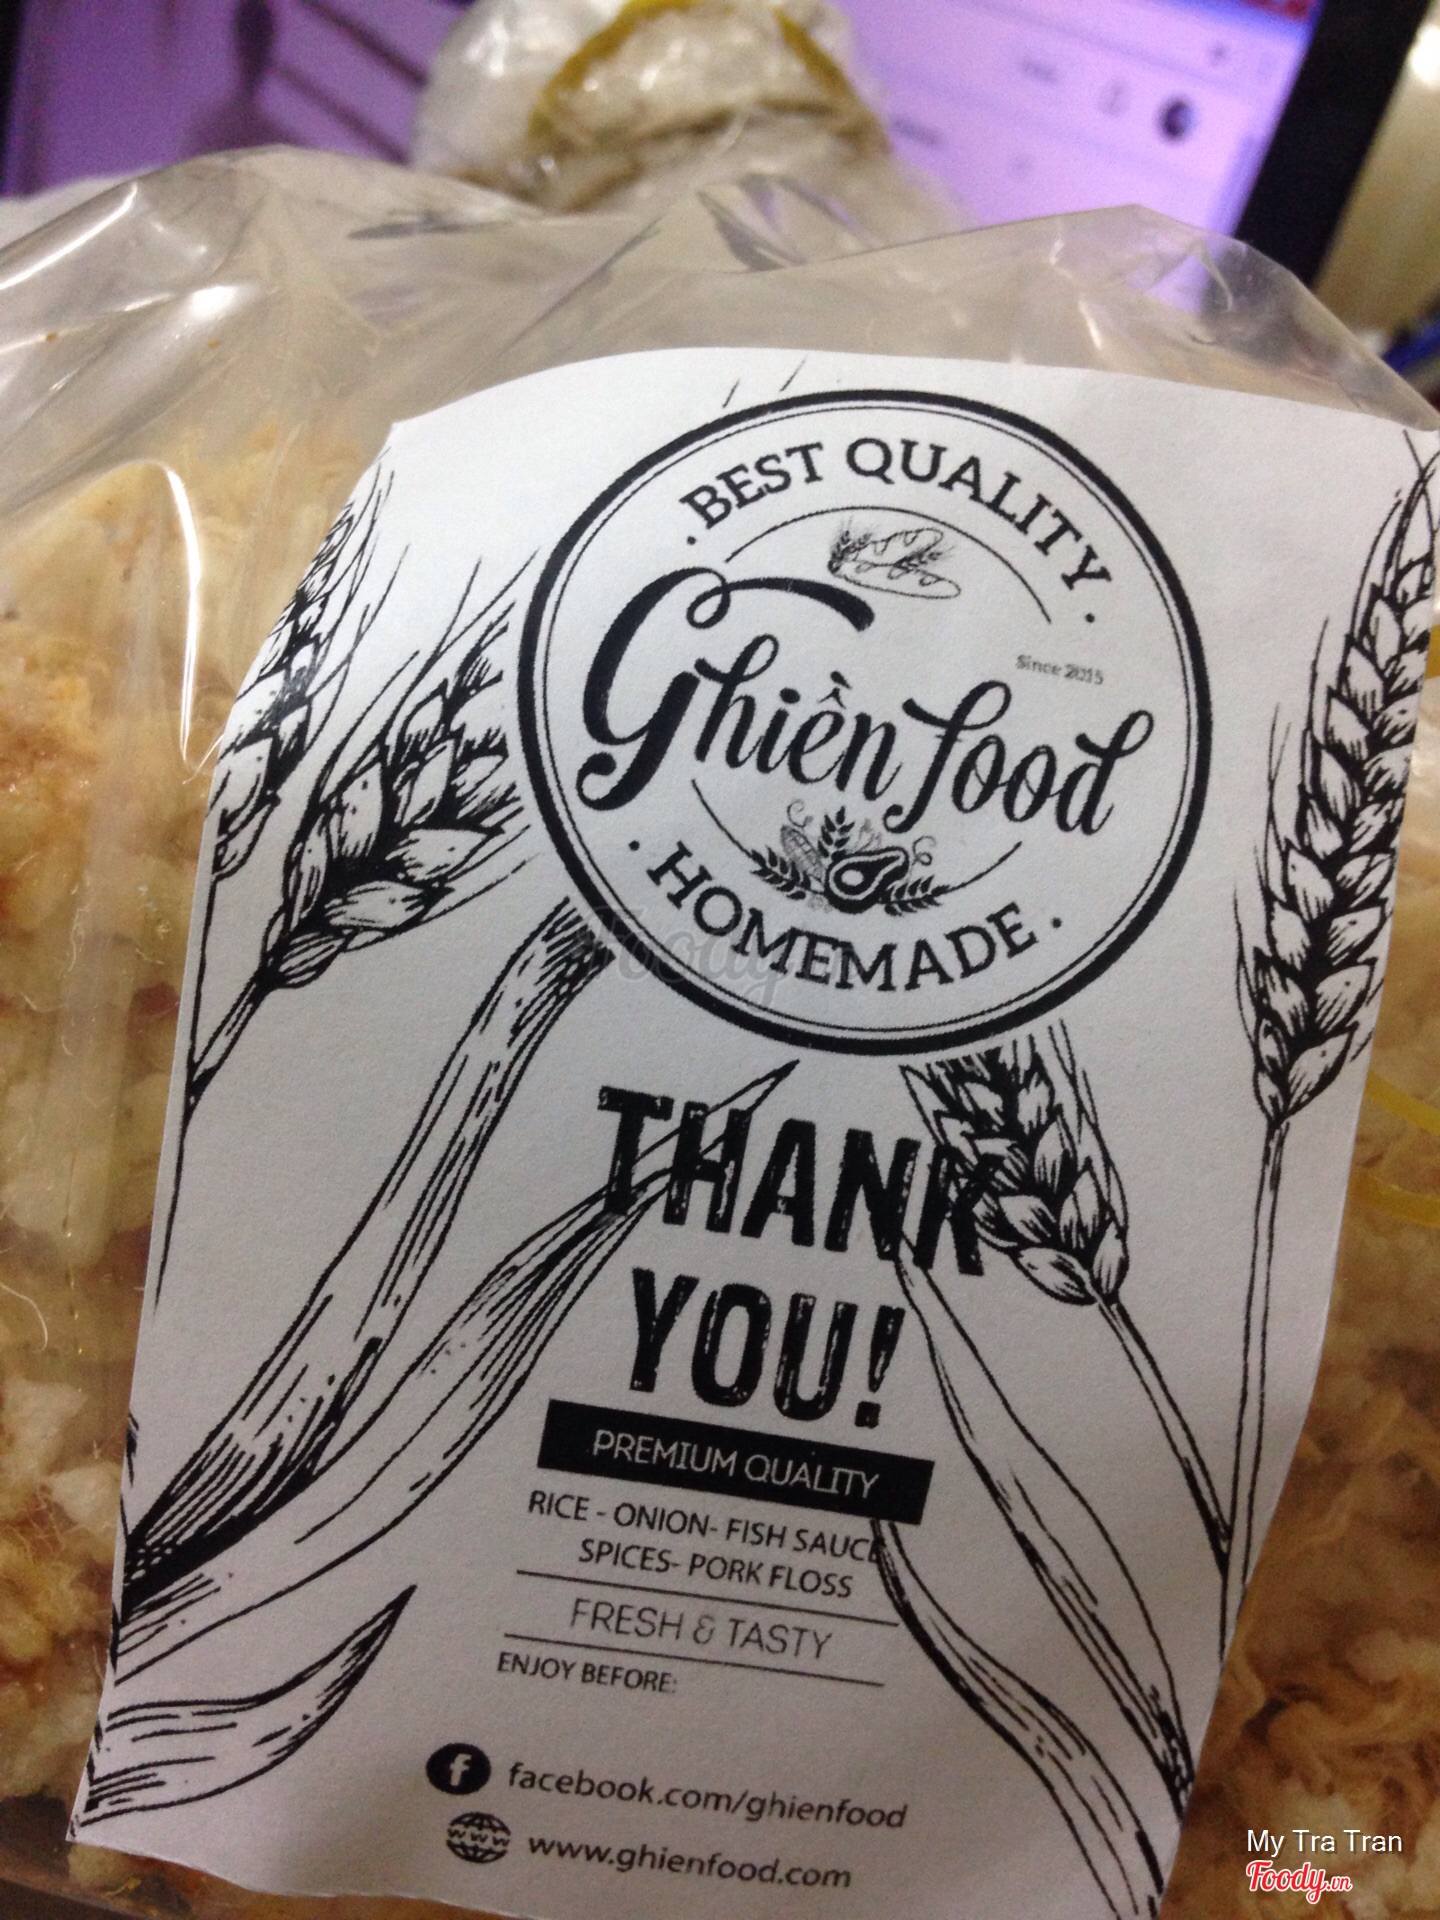 · BEST QUALITY ·
Since 2015
Ghiền food
· HOMEMADE ·
THANK
YOU!
PREMIUM QUALITY
RICE - ONION- FISH SAUCE
SPICES- PORK FLOSS
FRESH & TASTY
ENJOY BEFORE:
f facebook.com/ghienfood
www www.ghienfood.com
My Tra Tran
Foody.vn